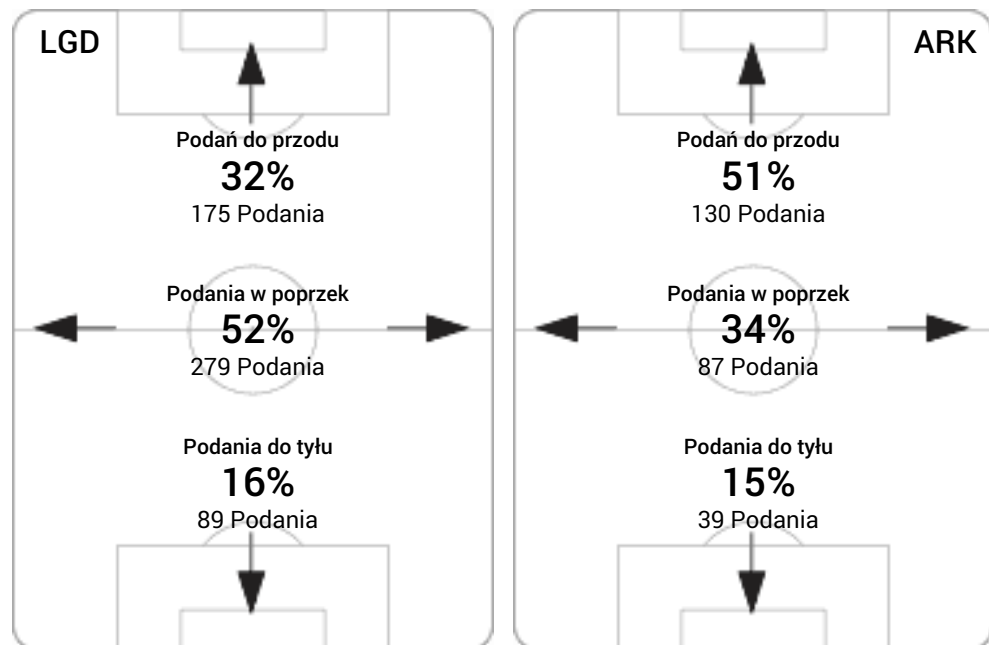 LGD
Podań do przodu
32%
175 Podania
Podania w poprzek
52%
279 Podania
Podania do tyłu
16%
89 Podania
ARK
Podań do przodu
51%
130 Podania
Podania w poprzek
34%
87 Podania
Podania do tyłu
15%
39 Podania